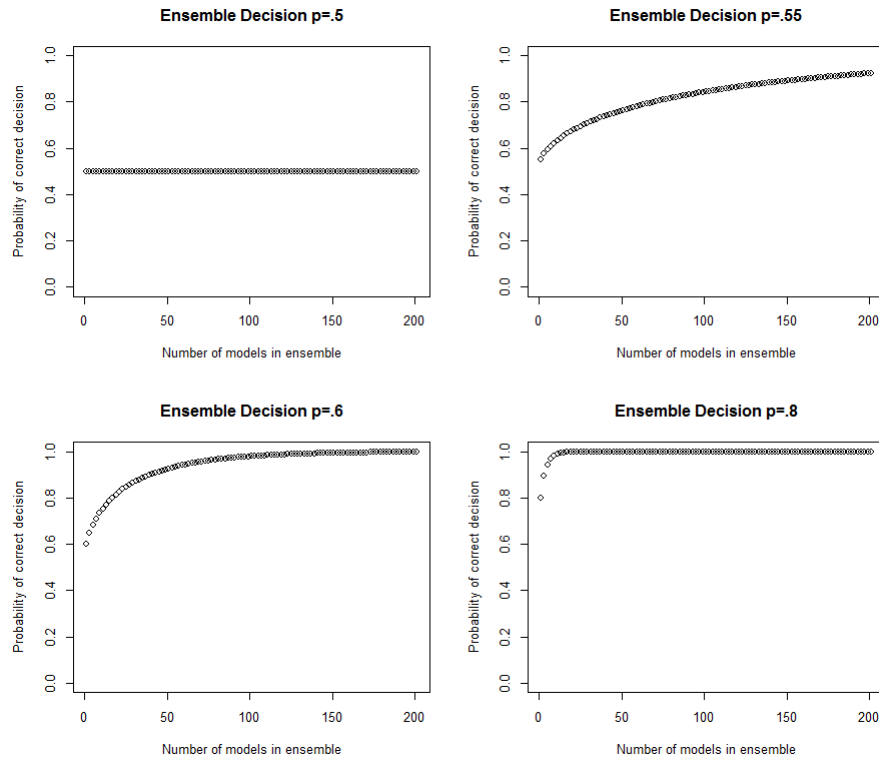 Ensemble Decision p=.5
Probability of correct decision
1.0
0.8
0.6
0.4
0.2
0.0
0 50 100 150 200
Number of models in ensemble
Ensemble Decision p=.55
Probability of correct decision
1.0
0.8
0.6
0.4
0.2
0.0
0 50 100 150 200
Number of models in ensemble
Ensemble Decision p=.6
Probability of correct decision
1.0
0.8
0.6
0.4
0.2
0.0
0 50 100 150 200
Number of models in ensemble
Ensemble Decision p=.8
Probability of correct decision
1.0
0.8
0.6
0.4
0.2
0.0
0 50 100 150 200
Number of models in ensemble